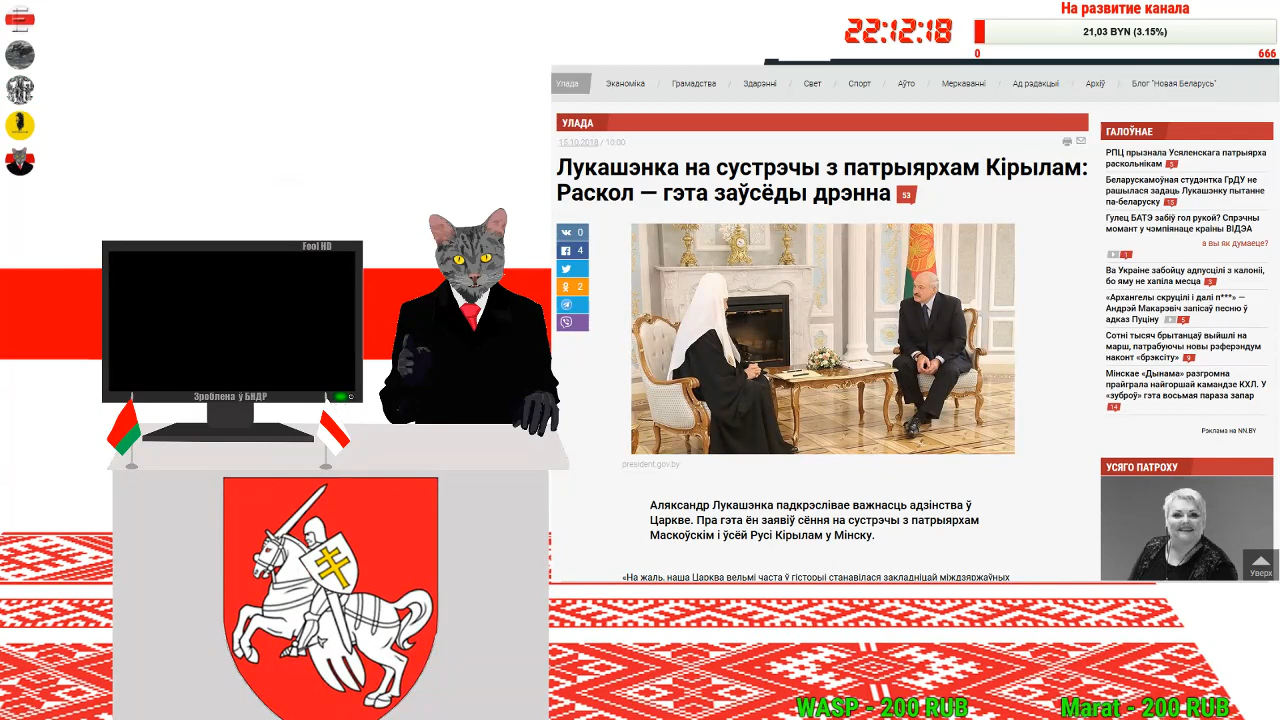 На развитие канала
22:12:18
21,03 BYN (3.15%)
0
666
Улада / Эканоміка / Грамадства / Здарэнні / Свет / Спорт / Аўто / Меркаванні / Ад рэдакцыі / Архіў / Блог "Новая Беларусь"
УЛАДА
15.10.2018 / 10:00
Лукашэнка на сустрэчы з патрыярхам Кірылам:
Раскол — гэта заўсёды дрэнна 53
0
4
2
president.gov.by
Аляксандр Лукашэнка падкрэслівае важнасць адзінства ў
Царкве. Пра гэта ён заявіў сёння на сустрэчы з патрыярхам
Маскоўскім і ўсёй Русі Кірылам у Мінску.
«На жаль, наша Царква вельмі часта ў гісторыі станавілася закладніцай міждзяржаўных
ГАЛОЎНАЕ
РПЦ прызнала Усяленскага патрыярха
раскольнікам 5
Беларускамоўная студэнтка ГрДУ не
рашылася задаць Лукашэнку пытанне
па-беларуску 15
Гулец БАТЭ забіў гол рукой? Спрэчны
момант у чэмпіянаце краіны ВІДЭА
а вы як думаеце?
1
Ва Украіне забойцу адпусцілі з калоніі,
бо яму не хапіла месца 3
«Архангелы скруцілі і далі п***» —
Андрэй Макарэвіч запісаў песню ў
адказ Пуціну 5
Сотні тысяч брытанцаў выйшлі на
марш, патрабуючы новы рэферэндум
наконт «брэксіту» 9
Мінскае «Дынама» разгромна
прайграла найгоршай камандзе КХЛ. У
«зуброў» гэта восьмая параза запар
14
Рэклама на NN.BY
УСЯГО ПАТРОХУ
Уверх
Fool HD
Зроблена ў БНДР
WASP - 200 RUB
Marat - 200 RUB